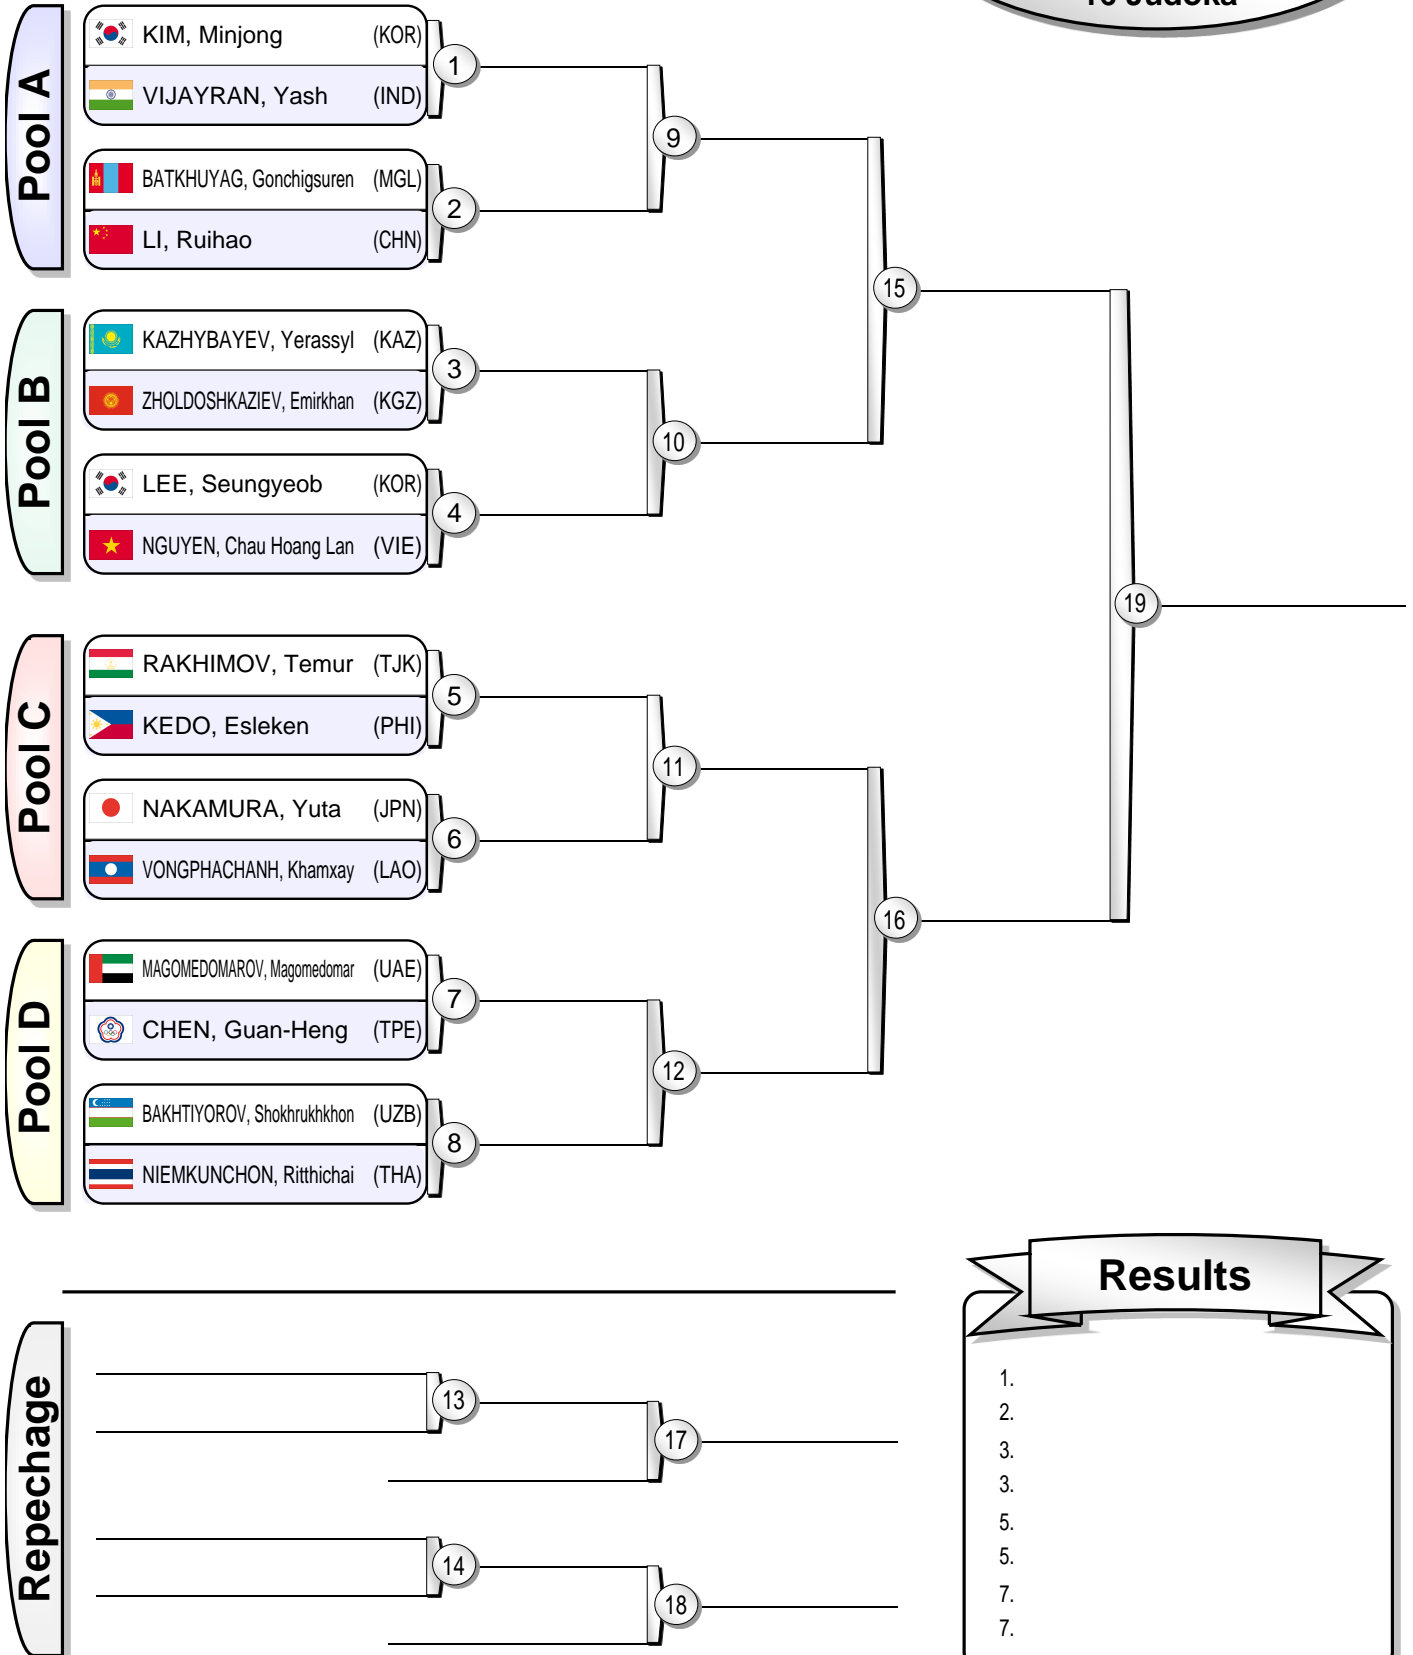 16 Judoka
Pool A
KIM, Minjong (KOR)
1
VIJAYRAN, Yash (IND)
9
BATKHUYAG, Gonchigsuren (MGL)
2
LI, Ruihao (CHN)
15
Pool B
KAZHYBAYEV, Yerassyl (KAZ)
3
ZHOLDOSHKAZIEV, Emirkhan (KGZ)
10
LEE, Seungyeob (KOR)
4
NGUYEN, Chau Hoang Lan (VIE)
19
Pool C
RAKHIMOV, Temur (TJK)
5
KEDO, Esleken (PHI)
11
NAKAMURA, Yuta (JPN)
6
VONGPHACHANH, Khamxay (LAO)
16
Pool D
MAGOMEDOMAROV, Magomedomar (UAE)
7
CHEN, Guan-Heng (TPE)
12
BAKHTIYOROV, Shokhrukhkhon (UZB)
8
NIEMKUNCHON, Ritthichai (THA)
Repechage
13
17
14
18
Results
1.
2.
3.
3.
5.
5.
7.
7.